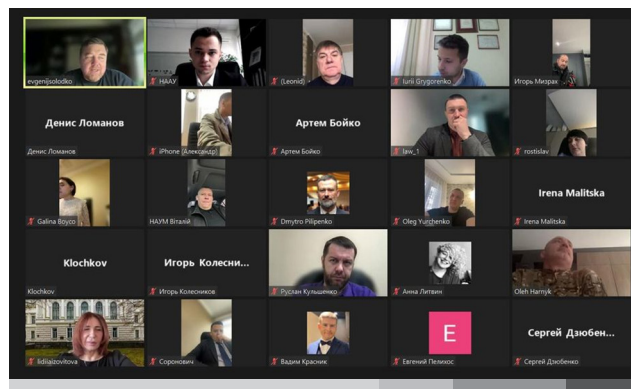 evgenijsolodko
НААУ
(Leonid)
Iurii Grygorenko
Игорь Мизрах
Денис Ломанов
Денис Ломанов
iPhone (Александр)
Артем Бойко
Артем Бойко
law_1
rostislav
Galina Boyco
НАУМ Віталій
Dmytro Pilipenko
Oleg Yurchenko
Irena Malitska
Irena Malitska
Klochkov
Klochkov
Игорь Колесни...
Игорь Колесников
Руслан Кульшенко
Анна Литвин
Oleh Harnyk
lidiiaizovitova
Соронович
Вадим Красник
E
Евгений Пелихос
Сергей Дзюбен...
Сергей Дзюбенко